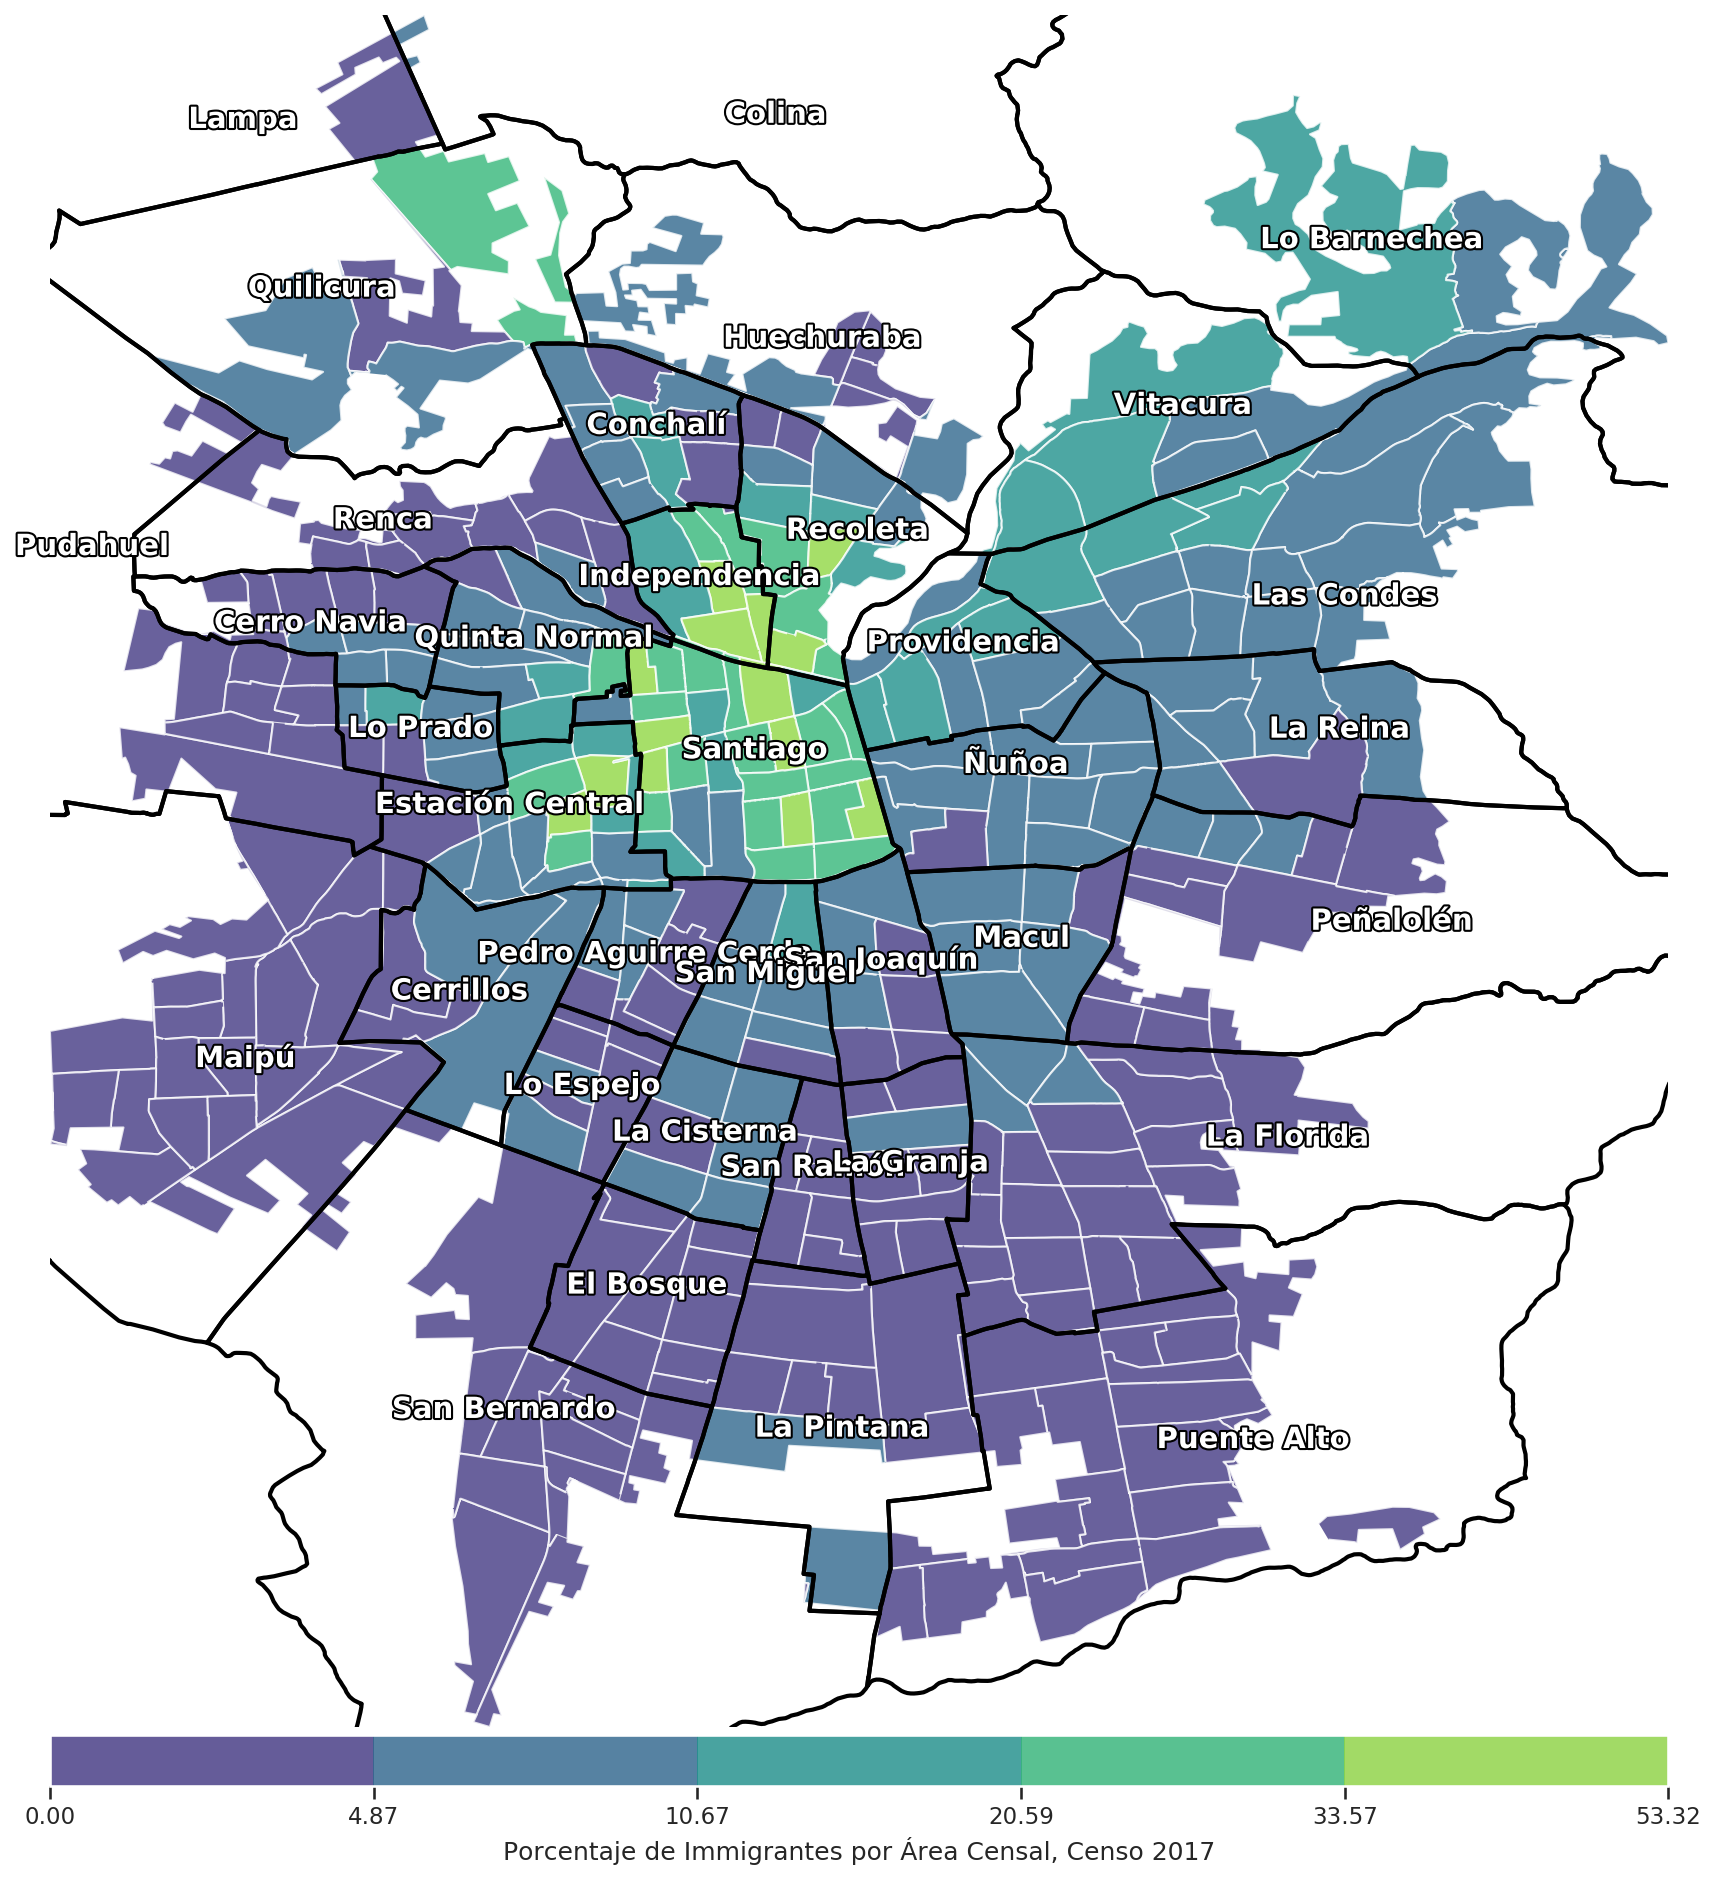 Lampa
Colina
Lo Barnechea
Quilicura
Huechuraba
Vitacura
Conchalí
Renca
Recoleta
Pudahuel
Independencia
Las Condes
Cerro Navia
Quinta Normal
Providencia
Lo Prado
Santiago
La Reina
Ñuñoa
Estación Central
Peñalolén
Macul
Pedro Aguirre Cerda
San Joaquín
San Miguel
Cerrillos
Maipú
Lo Espejo
La Cisterna
La Florida
San Ramón
La Granja
El Bosque
San Bernardo
La Pintana
Puente Alto
0.00 4.87 10.67 20.59 33.57 53.32
Porcentaje de Immigrantes por Área Censal, Censo 2017